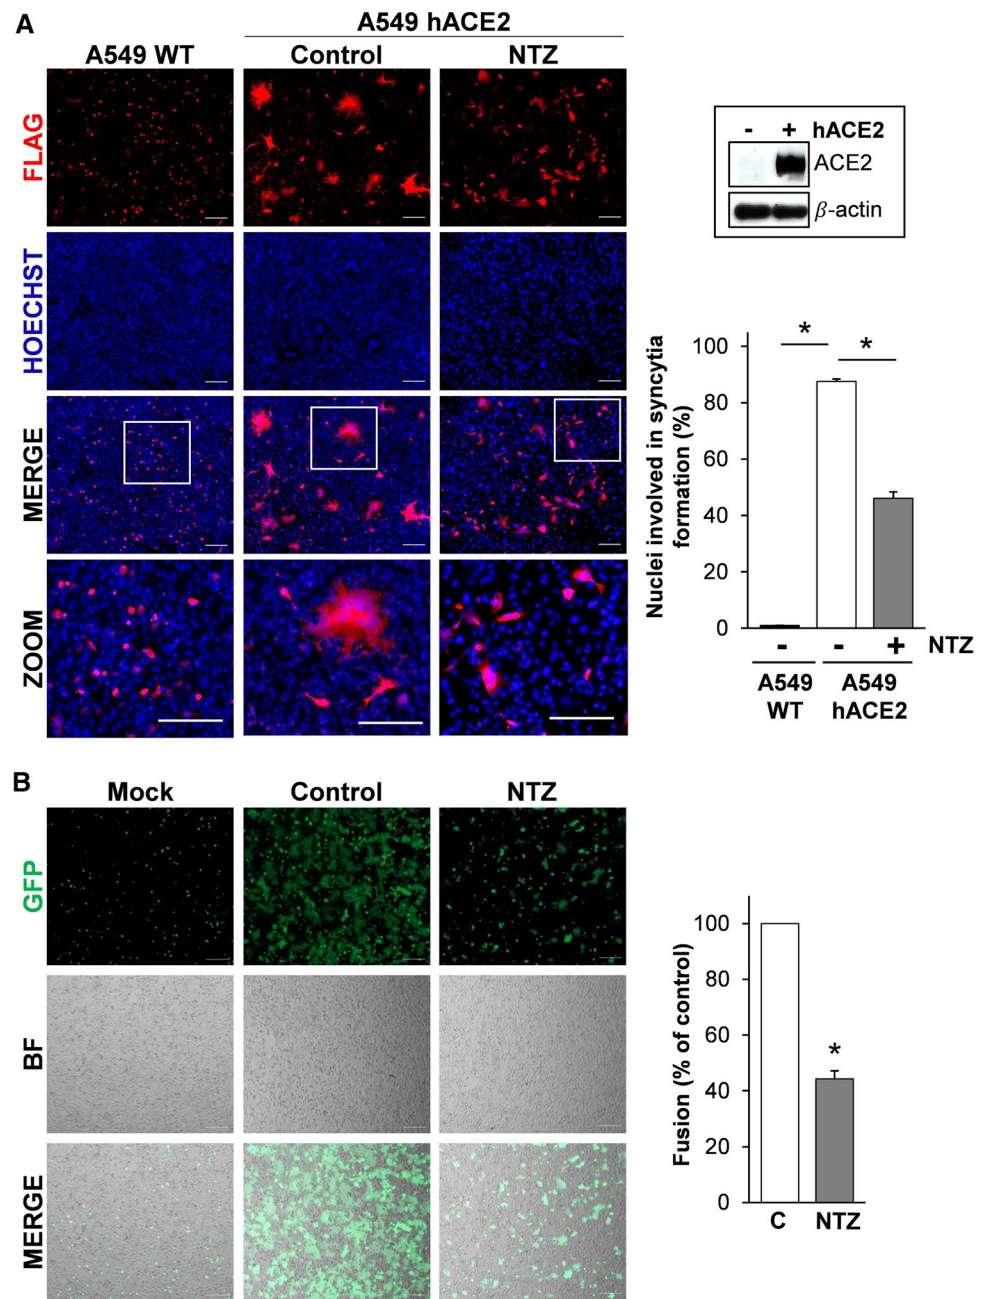 A
A549 hACE2
A549 WT
Control
NTZ
FLAG
HOECHST
MERGE
ZOOM
- + hACE2
ACE2
β-actin
Nuclei involved in syncytia
formation (%)
100
80
60
40
20
0
*
*
- - + NTZ
A549
WT
A549
hACE2
B
Mock
Control
NTZ
GFP
BF
MERGE
Fusion (% of control)
100
80
60
40
20
0
*
C
NTZ